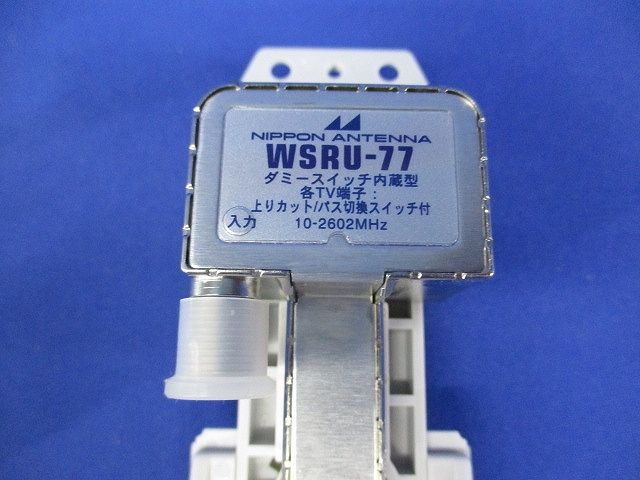 NIPPON ANTENNA
WSRU-77
ダミースイッチ内蔵型
各TV端子：
上りカット/パス切換スイッチ付
入力 10-2602MHz